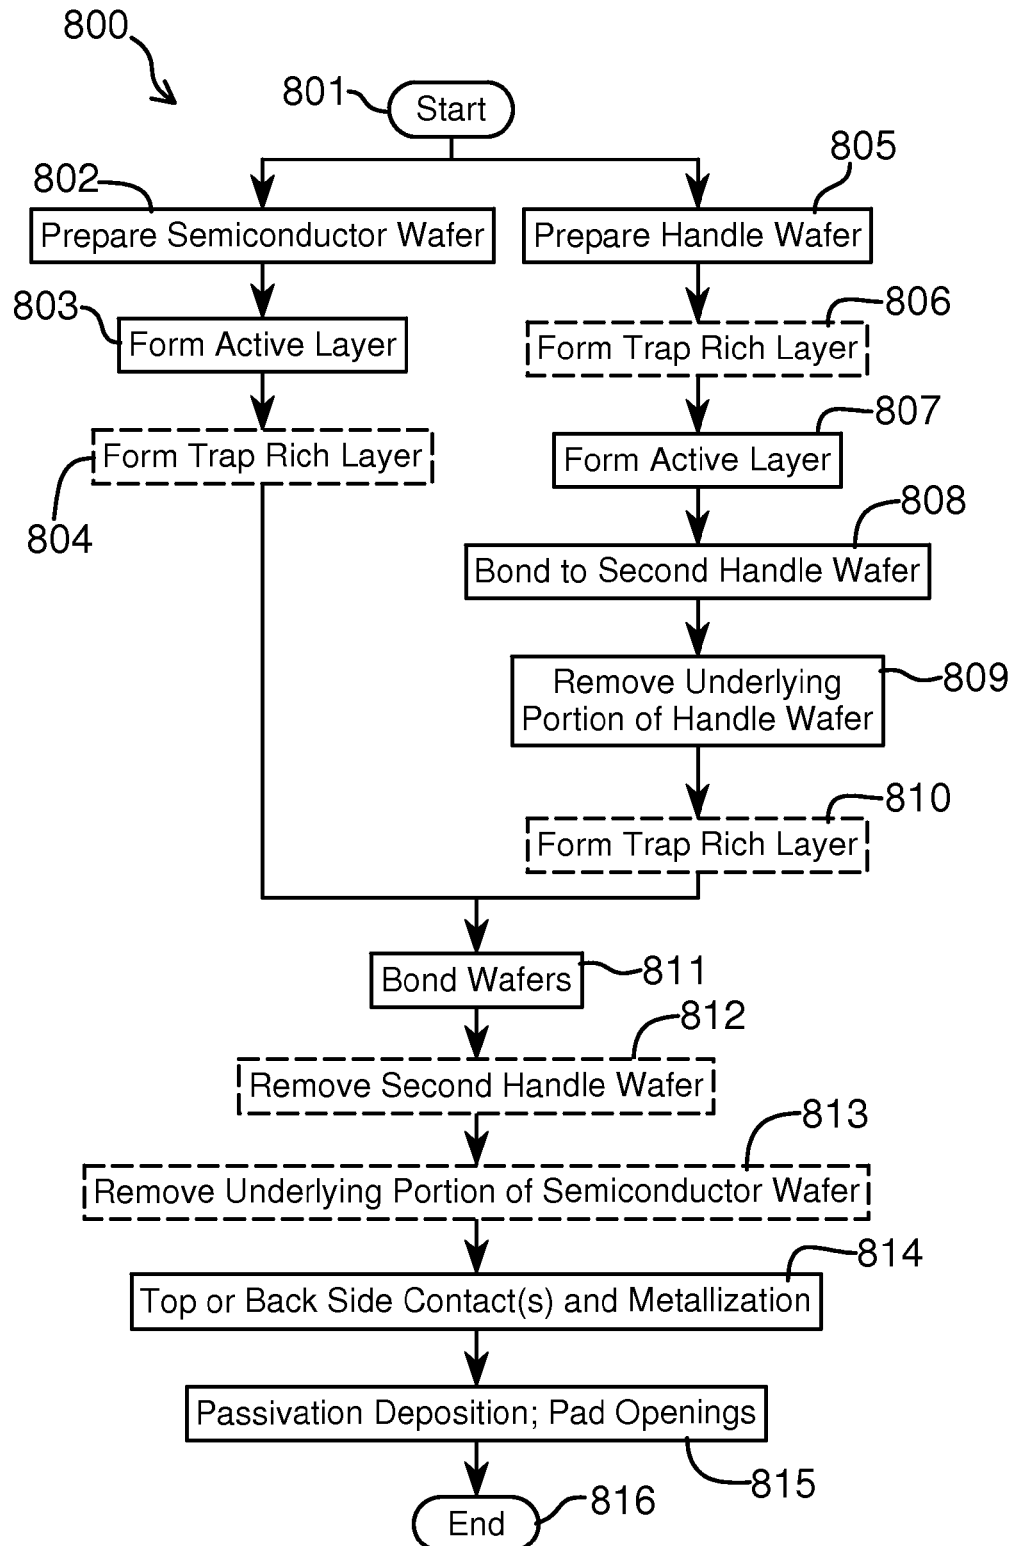 800
801
Start
802
805
Prepare Semiconductor Wafer
Prepare Handle Wafer
803
806
Form Active Layer
Form Trap Rich Layer
807
Form Trap Rich Layer
Form Active Layer
804
808
Bond to Second Handle Wafer
Remove Underlying
Portion of Handle Wafer
809
810
Form Trap Rich Layer
Bond Wafers
811
812
Remove Second Handle Wafer
813
Remove Underlying Portion of Semiconductor Wafer
814
Top or Back Side Contact(s) and Metallization
Passivation Deposition; Pad Openings
815
End
816